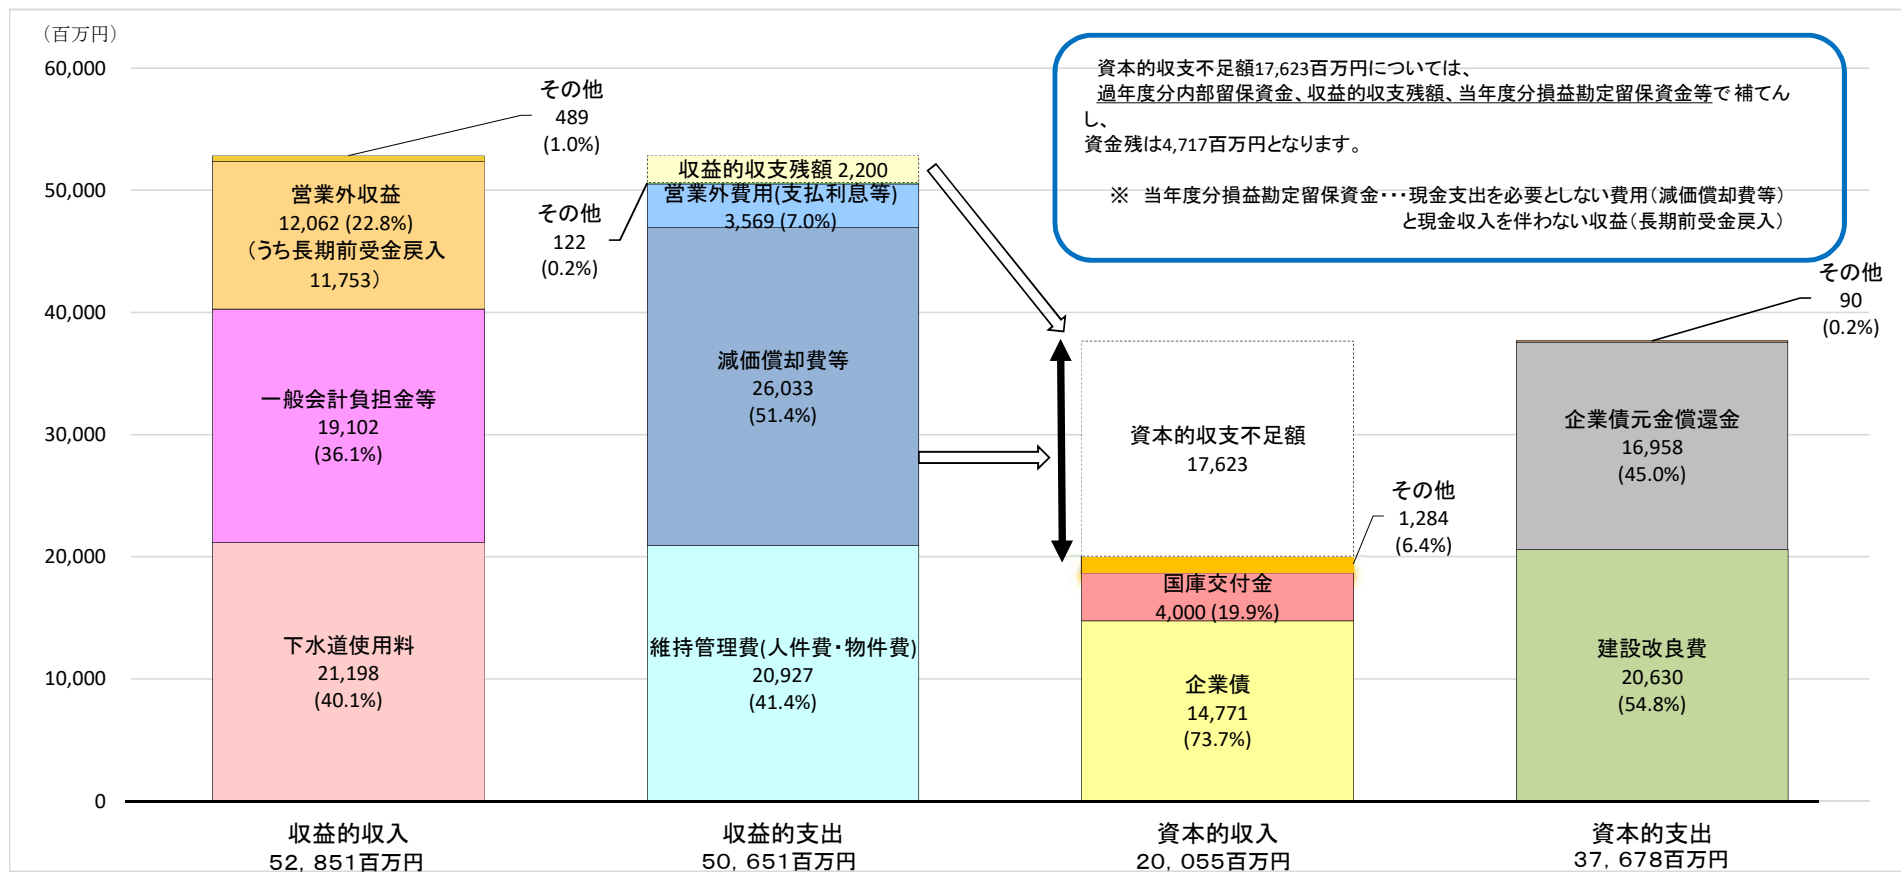 （百万円）
60,000
50,000
40,000
30,000
20,000
10,000
0
その他
489
(1.0%)
営業外収益
12,062 (22.8%)
（うち長期前受金戻入
11,753）
一般会計負担金等
19,102
(36.1%)
下水道使用料
21,198
(40.1%)
収益的収入
52,851百万円
収益的収支残額 2,200
その他
122
(0.2%)
営業外費用(支払利息等)
3,569 (7.0%)
減価償却費等
26,033
(51.4%)
維持管理費(人件費・物件費)
20,927
(41.4%)
収益的支出
50,651百万円
資本的収支不足額17,623百万円については、
過年度分内部留保資金、収益的収支残額、当年度分損益勘定留保資金等で補てん
し、
資金残は4,717百万円となります。
※ 当年度分損益勘定留保資金・・・現金支出を必要としない費用（減価償却費等）
と現金収入を伴わない収益（長期前受金戻入）
資本的収支不足額
17,623
その他
1,284
(6.4%)
国庫交付金
4,000 (19.9%)
企業債
14,771
(73.7%)
資本的収入
20,055百万円
その他
90
(0.2%)
企業債元金償還金
16,958
(45.0%)
建設改良費
20,630
(54.8%)
資本的支出
37,678百万円